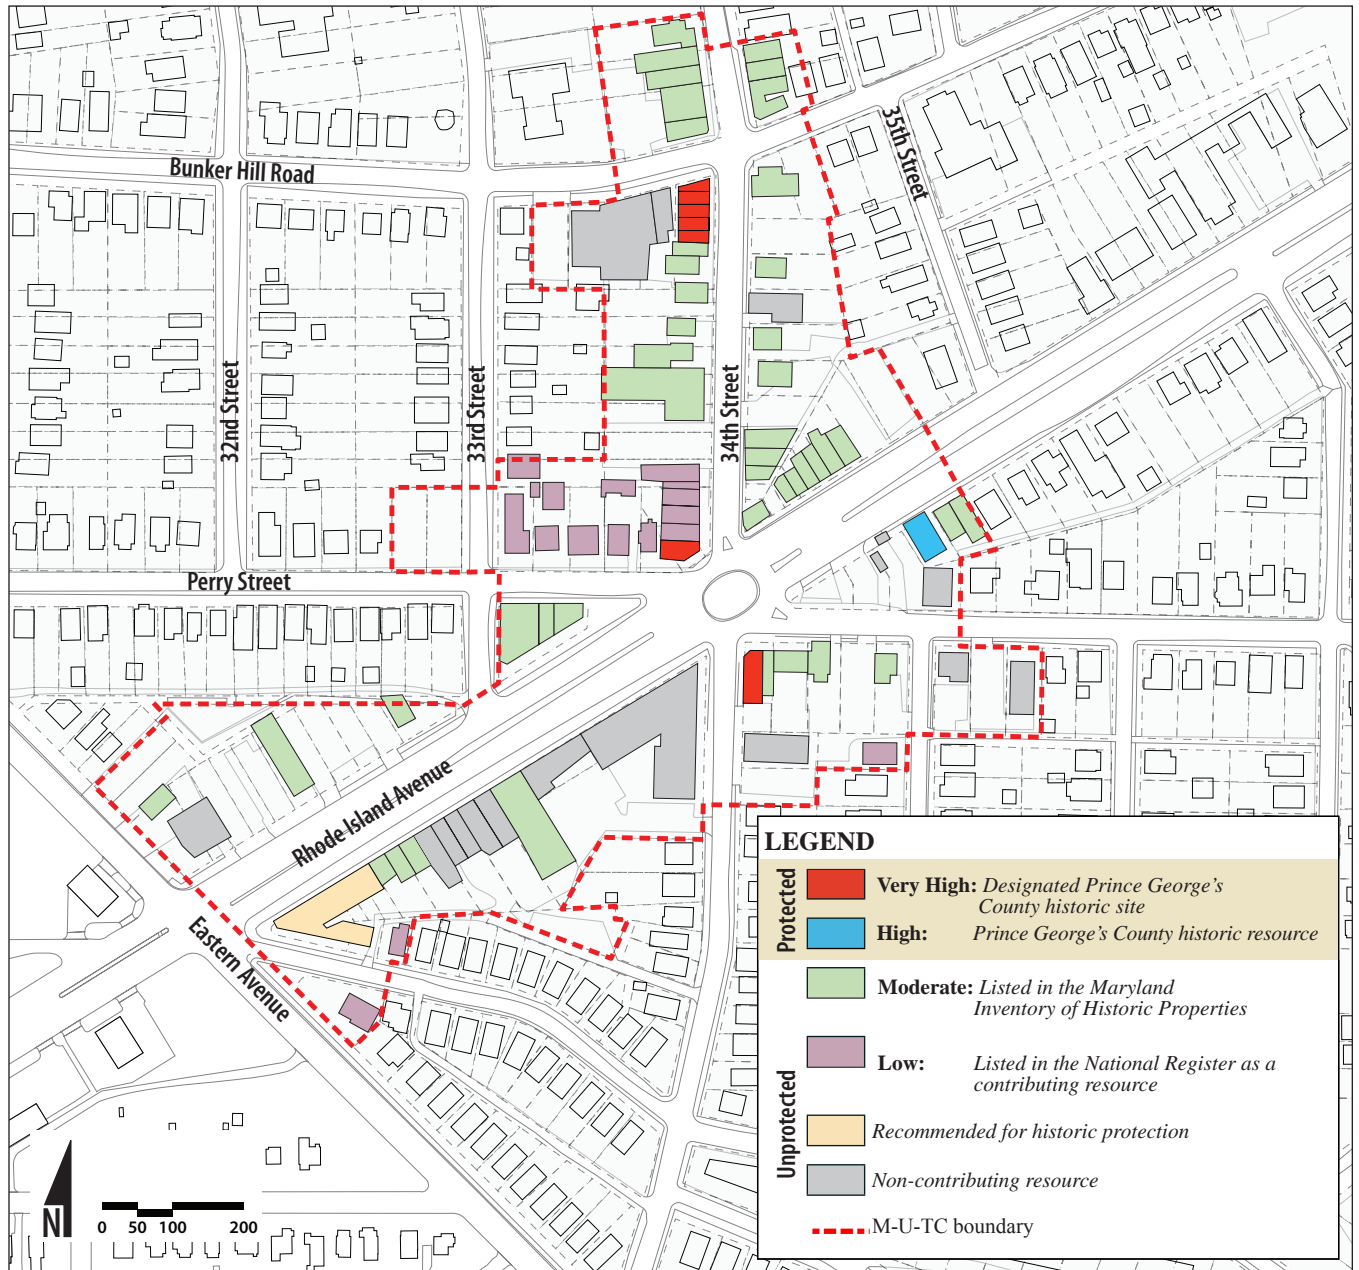 Bunker Hill Road
35th Street
32nd Street
33rd Street
34th Street
Perry Street
Rhode Island Avenue
Eastern Avenue
LEGEND
Protected
Very High: Designated Prince George's
County historic site
High: Prince George's County historic resource
Unprotected
Moderate: Listed in the Maryland
Inventory of Historic Properties
Low: Listed in the National Register as a
contributing resource
Recommended for historic protection
Non-contributing resource
M-U-TC boundary
N
0 50 100 200